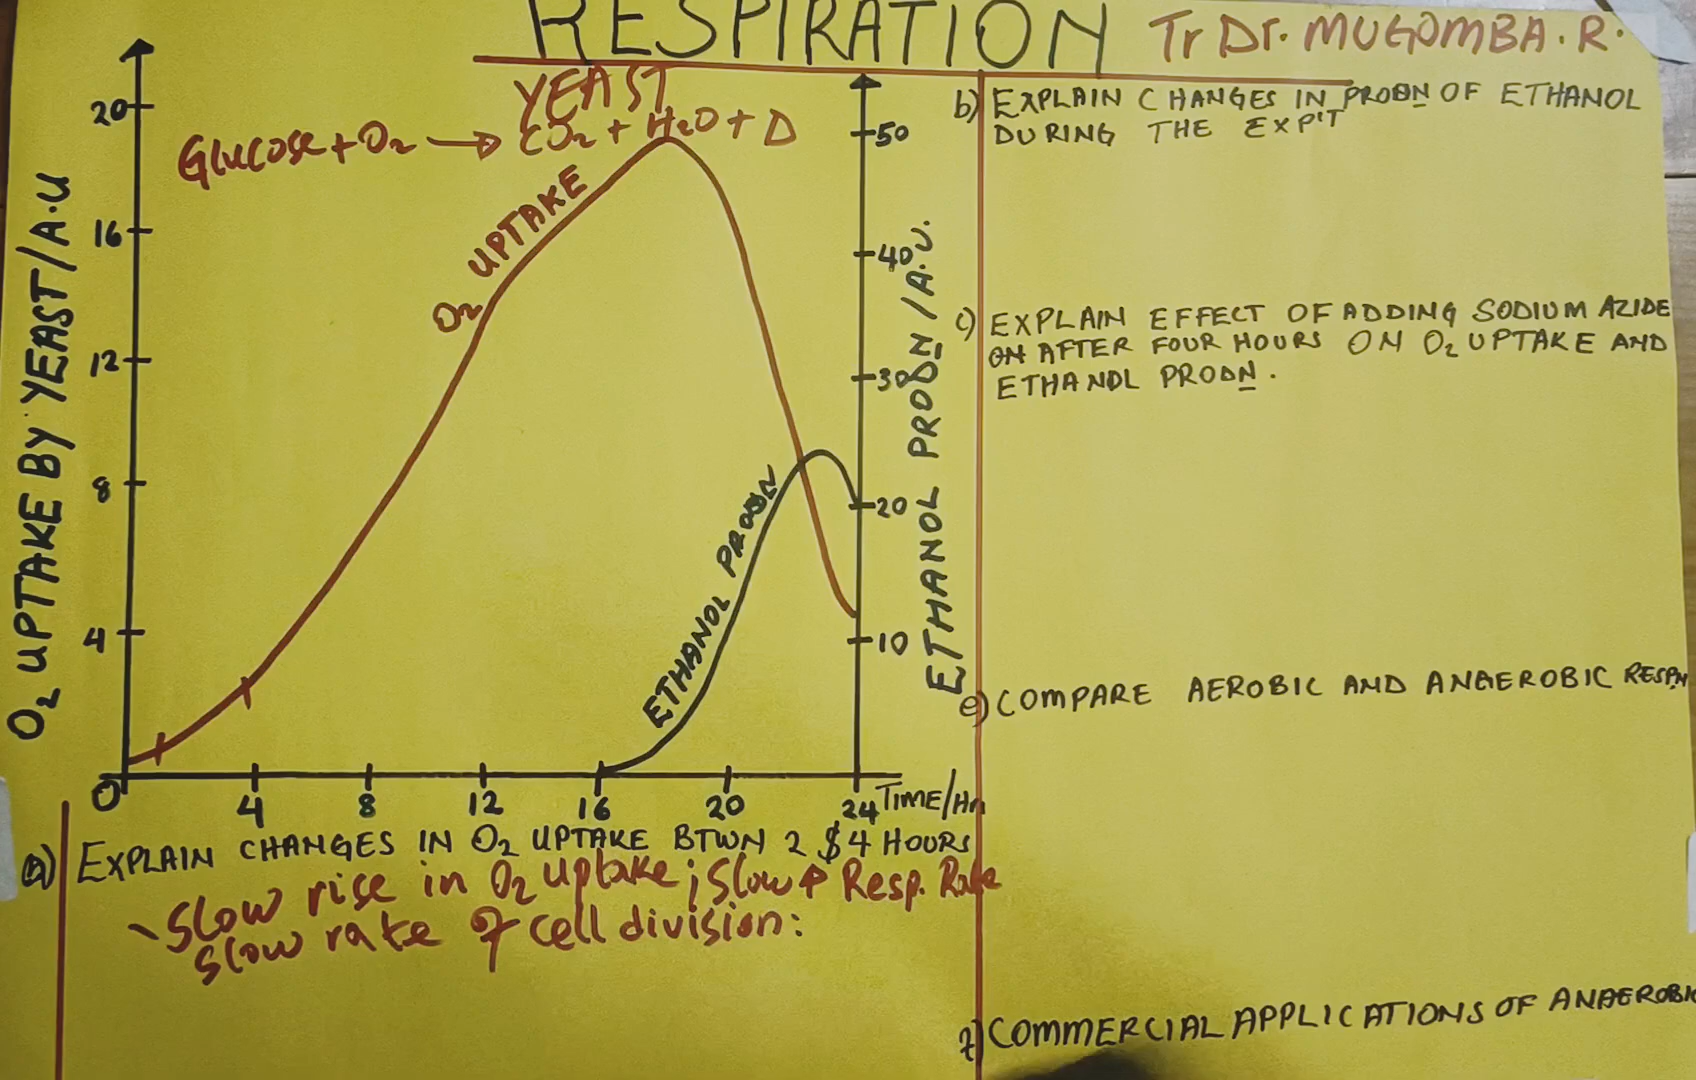 RESPIRATION Tr Dr. MUGOMBA. R.
YEAST
Glucose + O2 → CO2 + H2O + D
O2 UPTAKE BY YEAST/A.U
20
16
12
8
4
0
O2 UPTAKE
ETHANOL PRODN
50
40
30
20
10
ETHANOL PRODN/A.U.
4 8 12 16 20 24 TIME/Hr
a) EXPLAIN CHANGES IN O2 UPTAKE BTWN 2 $ 4 HOURS
- Slow rise in O2 uptake; Slow ↑ Resp. Rate
Slow rate of cell division:
b) EXPLAIN CHANGES IN PRODN OF ETHANOL
DURING THE EXP'T
c) EXPLAIN EFFECT OF ADDING SODIUM AZIDE
AFTER FOUR HOURS ON O2 UPTAKE AND
ETHANOL PRODN.
e) COMPARE AEROBIC AND ANAEROBIC RESPN
f) COMMERCIAL APPLICATIONS OF ANAEROBIC